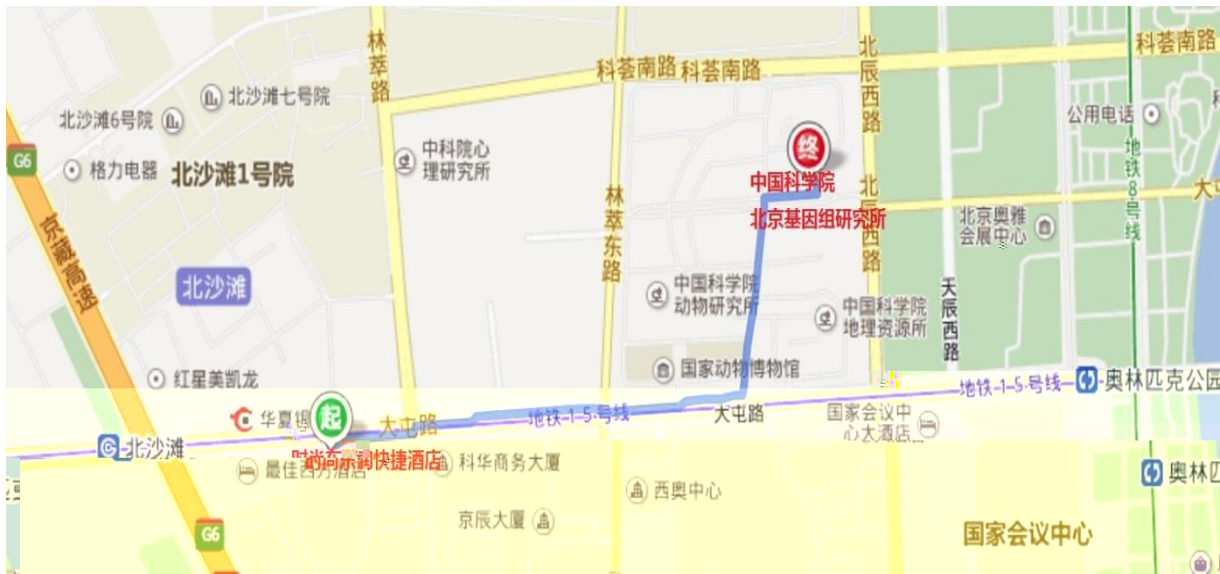 林萃路
科荟南路
科荟南路
北辰西路
科荟南路
北沙滩七号院
北沙滩6号院
公用电话
G6
格力电器
北沙滩1号院
中科院心
理研究所
终
中国科学院
北京基因组研究所
北辰西路
地铁8号线
林萃东路
北京奥雅
会展中心
京藏高速
北沙滩
中国科学院
动物研究所
中国科学院
地理资源所
天辰西路
红星美凯龙
国家动物博物馆
地铁1-5号线
奥林匹克公园
起
华夏银
大屯路
地铁1-5号线
大屯路
国家会议中
心大酒店
北沙滩
快捷酒店
科华商务大厦
奥林匹
西奥中心
京辰大厦
G6
国家会议中心